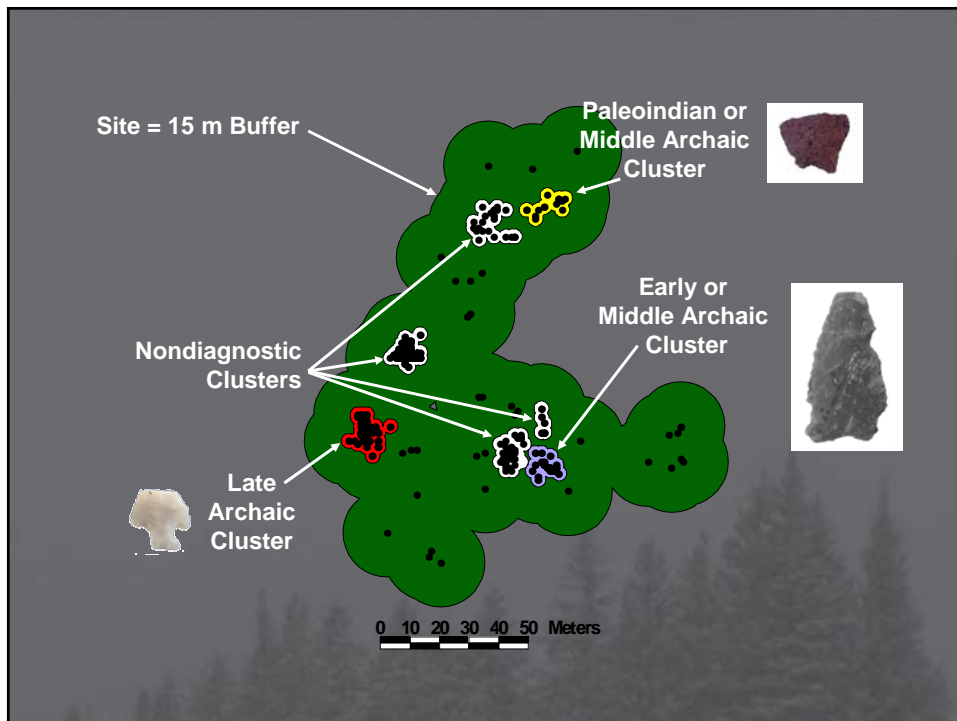 Site = 15 m Buffer
Paleoindian or
Middle Archaic
Cluster
Early or
Middle Archaic
Cluster
Nondiagnostic
Clusters
Late
Archaic
Cluster
0 10 20 30 40 50 Meters